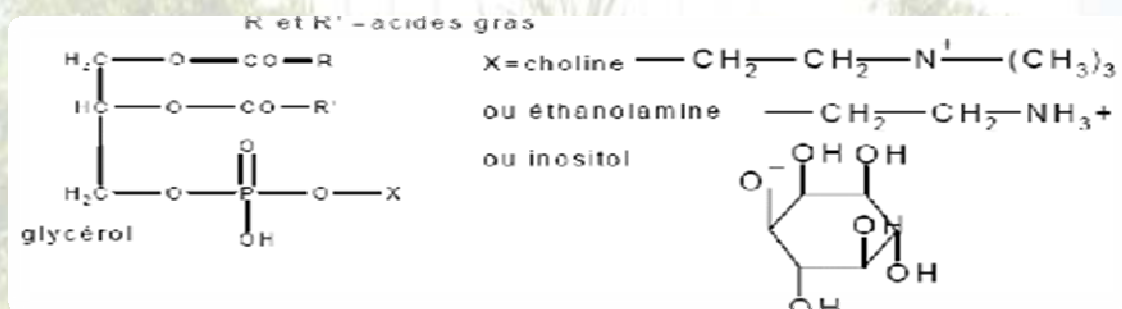 R et R' – acides gras
H₂C—O—CO—R
HC—O—CO—R'
O
H₂C—O—P—O—X
OH
glycérol
X=choline —CH₂—CH₂—N⁺—(CH₃)₃
ou éthanolamine —CH₂—CH₂—NH₃+
ou inositol
OH OH
O⁻
OH
OH
OH